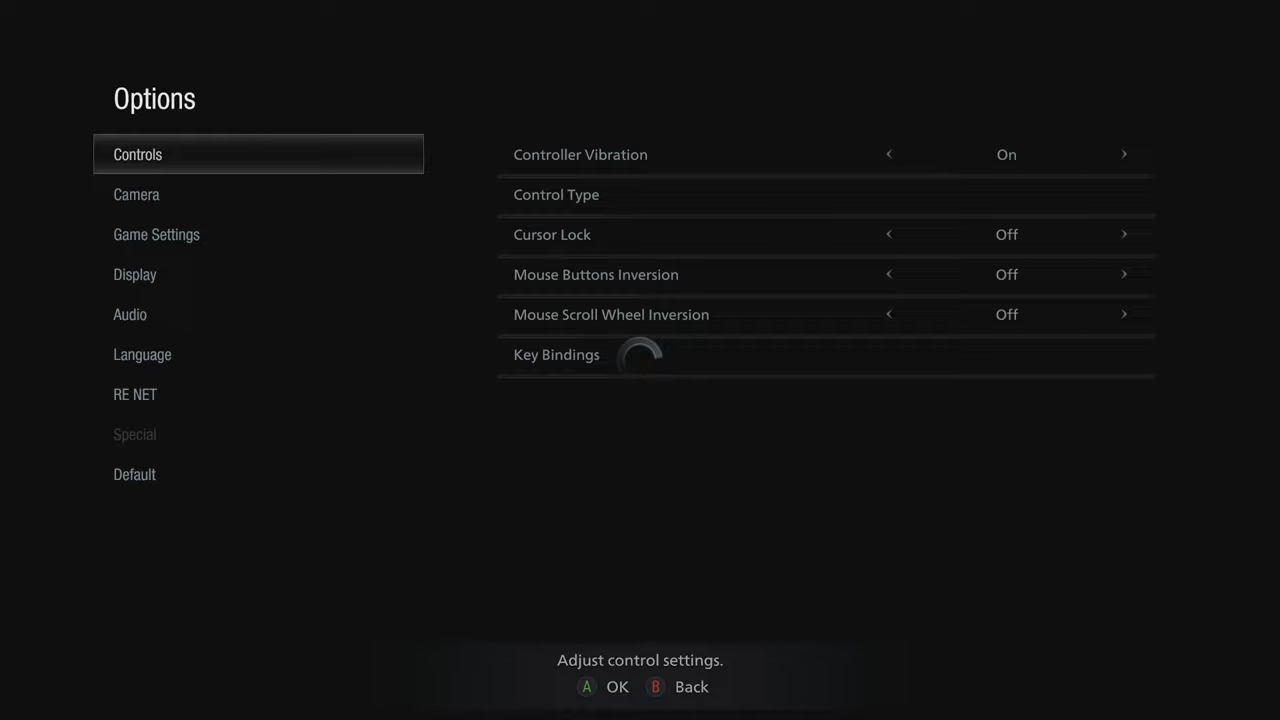 Options
Controls
Camera
Game Settings
Display
Audio
Language
RE NET
Special
Default
Controller Vibration On
Control Type
Cursor Lock Off
Mouse Buttons Inversion Off
Mouse Scroll Wheel Inversion Off
Key Bindings
Adjust control settings.
A OK B Back